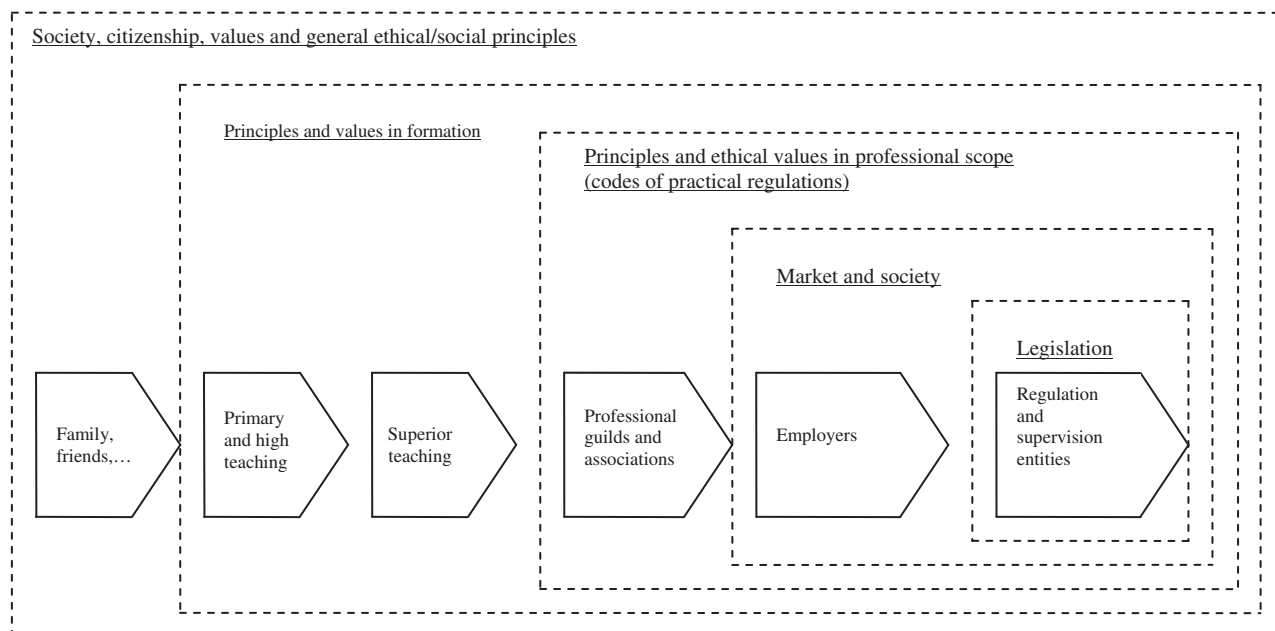 Society, citizenship, values and general ethical/social principles
Principles and values in formation
Principles and ethical values in professional scope
(codes of practical regulations)
Market and society
Legislation
Family,
friends,…
Primary
and high
teaching
Superior
teaching
Professional
guilds and
associations
Employers
Regulation
and
supervision
entities